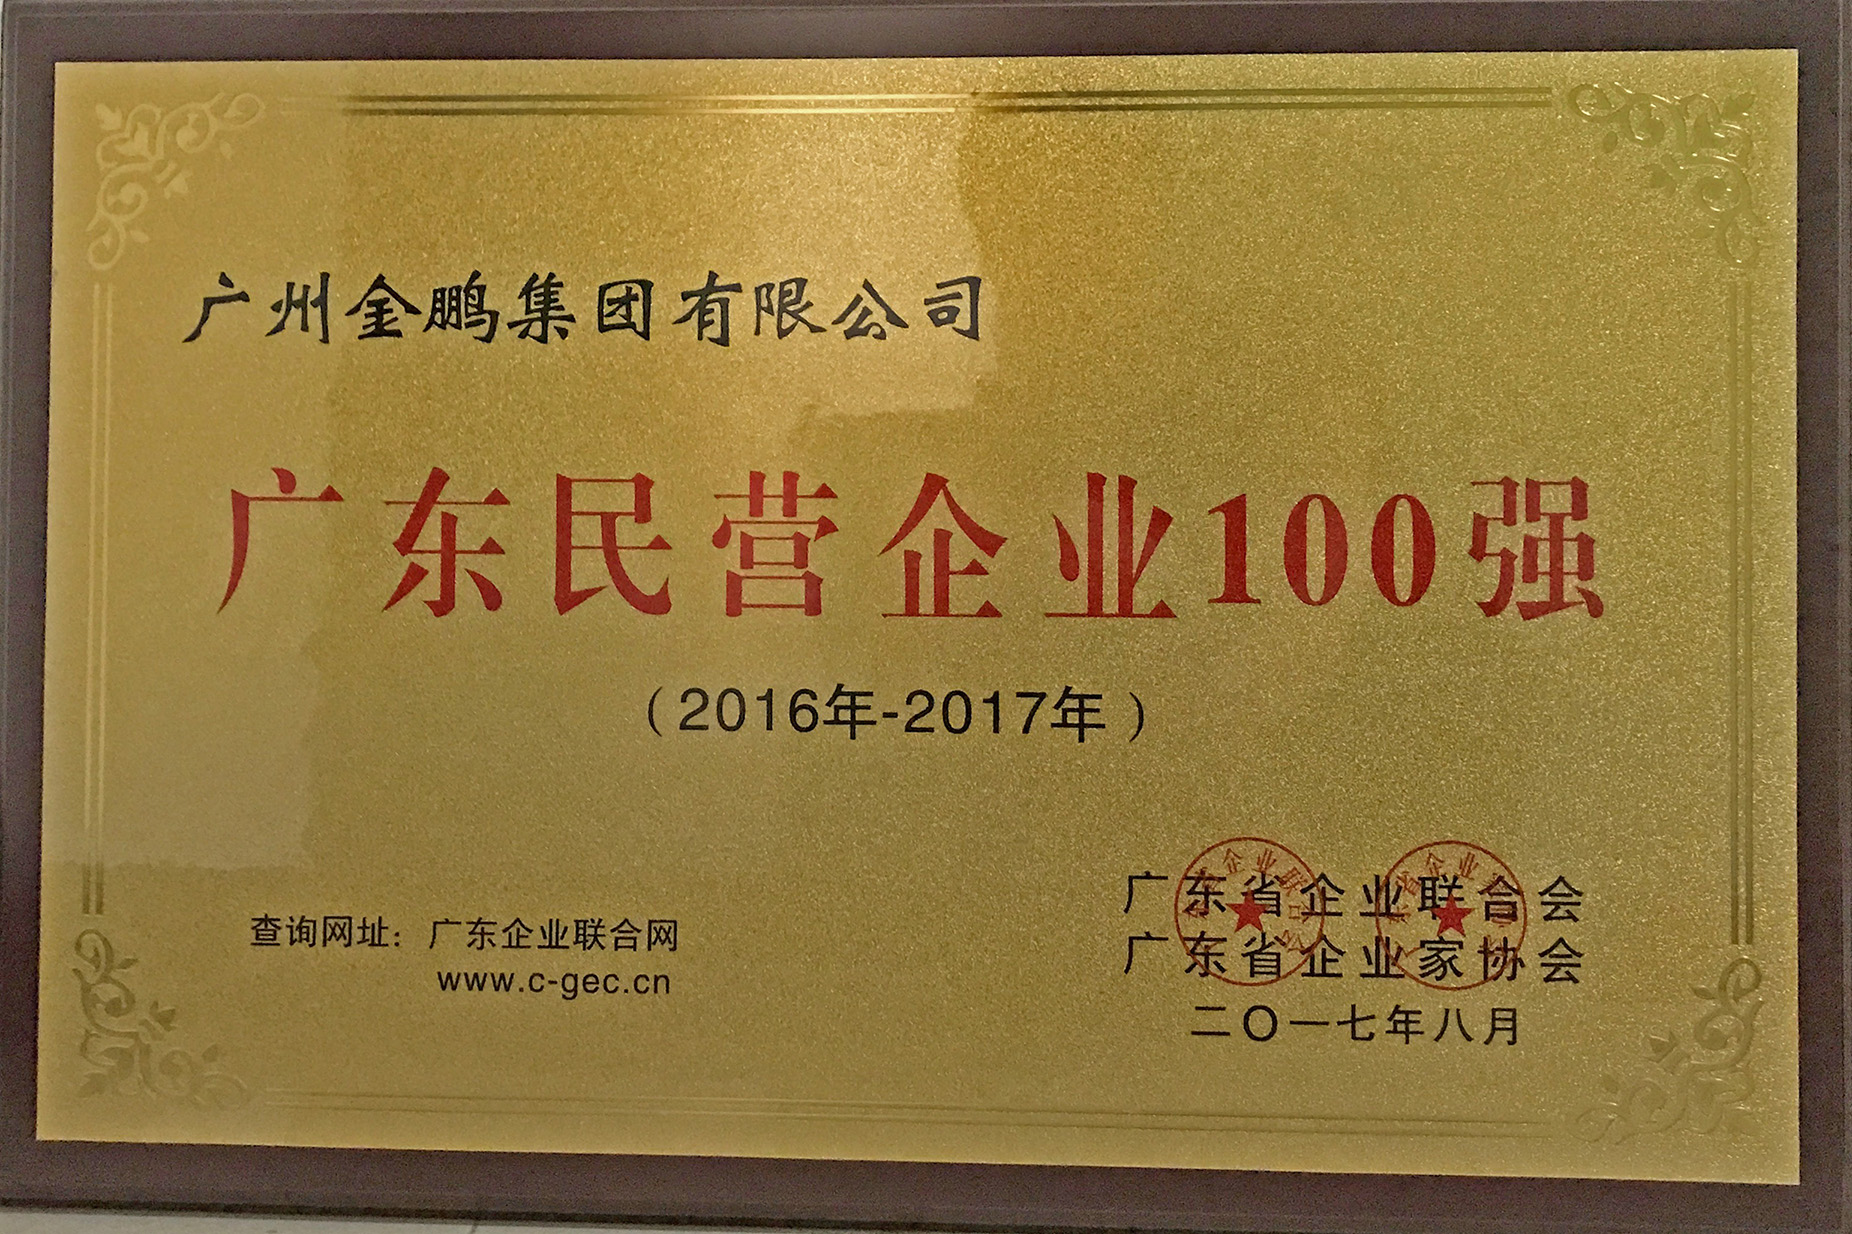 广州金鹏集团有限公司
广东民营企业100强
（2016年-2017年）
查询网址：广东企业联合网
www.c-gec.cn
广东省企业联合会
广东省企业家协会
二〇一七年八月